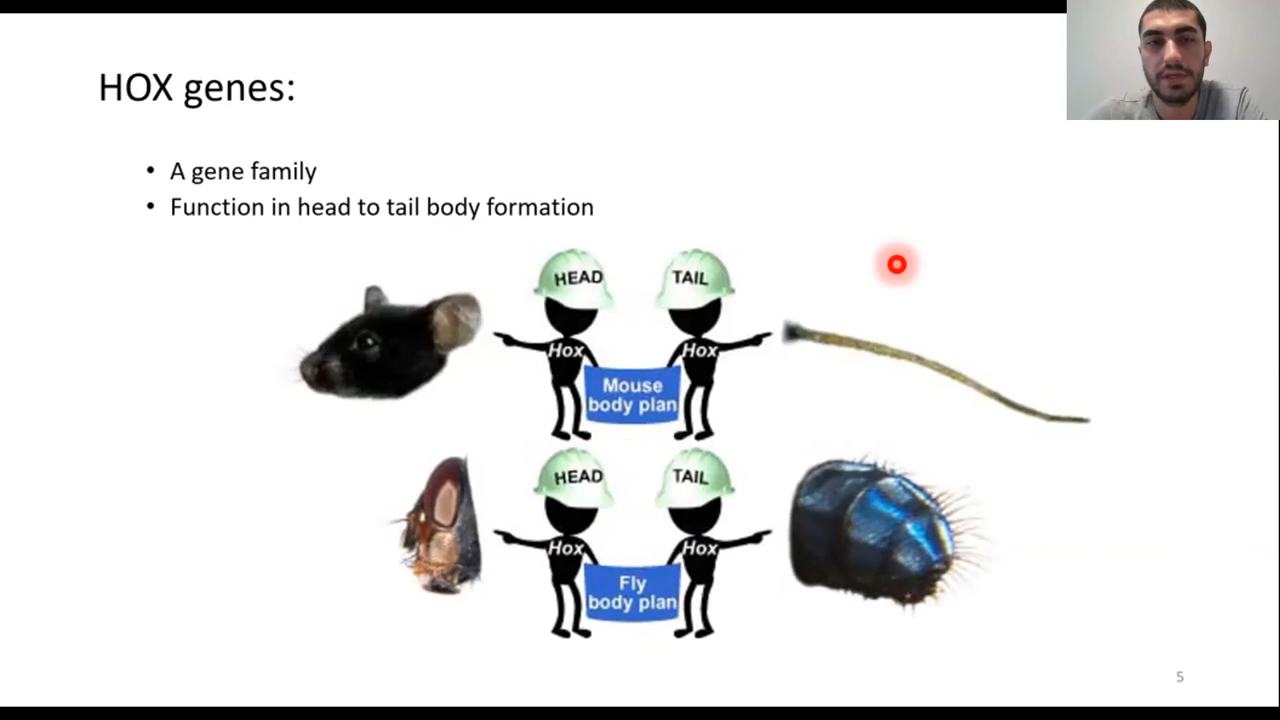 HOX genes:
• A gene family
• Function in head to tail body formation
HEAD TAIL
Hox Hox
Mouse
body plan
HEAD TAIL
Hox Hox
Fly
body plan
5